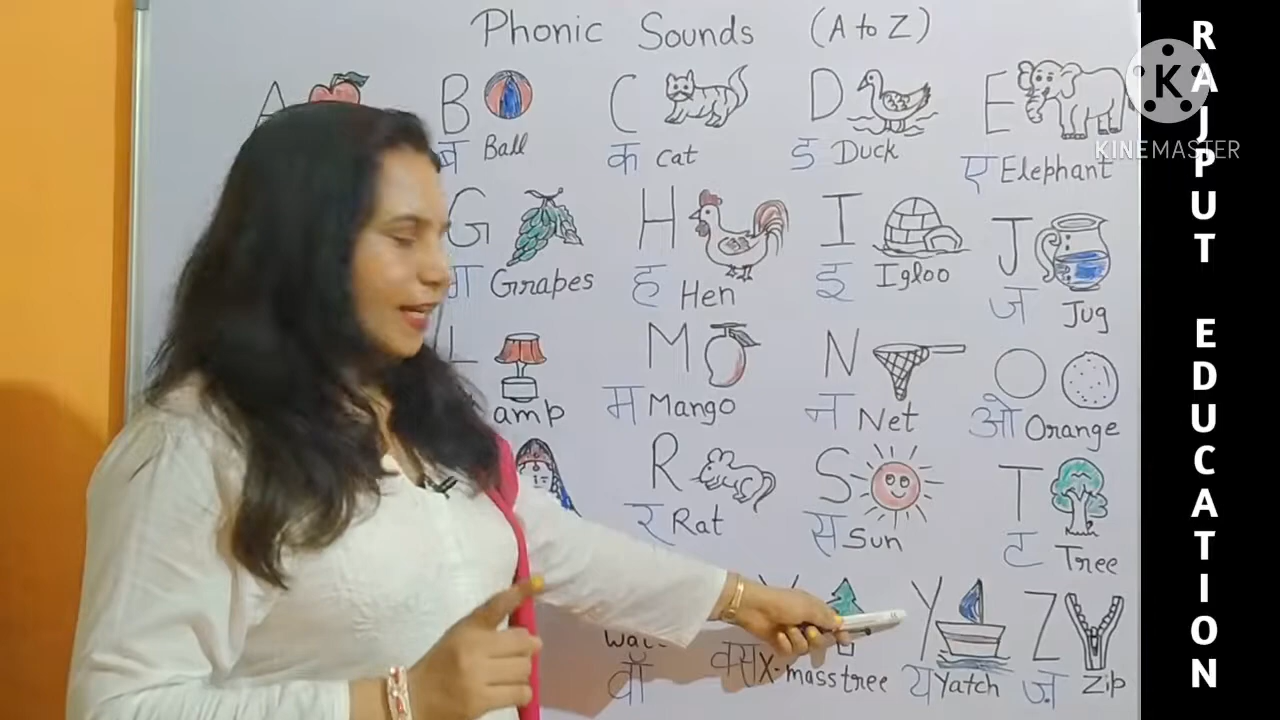 Phonic Sounds (A to Z)
A B C D E
ब Ball क Cat ड Duck ए Elephant
G H I J
ग Grapes ह Hen इ Igloo ज Jug
L M N
amp म Mango न Net ओ Orange
R S T
र Rat स Sun ट Tree
Y Z
वॉ क्स X-masstree य Yatch ज़ Zip
K
KINEMASTER
RAJPUT EDUCATION